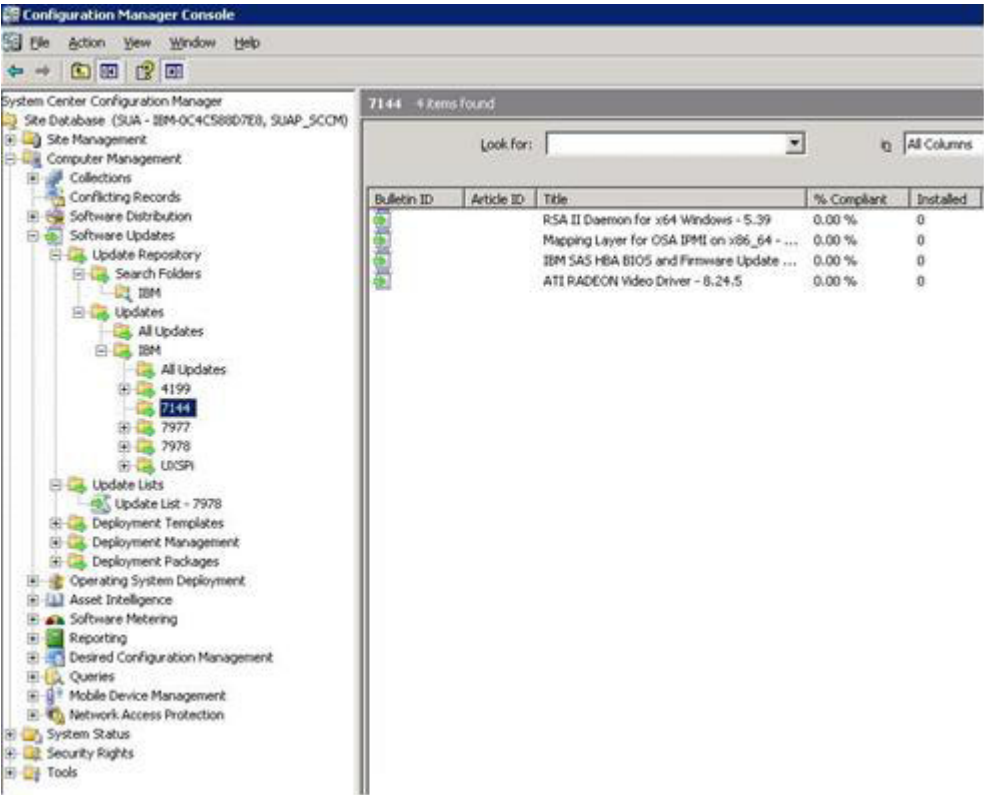 Configuration Manager Console
File Action View Window Help
System Center Configuration Manager
Site Database (SUA - IBM-0C4C588D7E8, SUAP_SCCM)
Site Management
Computer Management
Collections
Conflicting Records
Software Distribution
Software Updates
Update Repository
Search Folders
IBM
Updates
All Updates
IBM
All Updates
4199
7144
7977
7978
UXSPi
Update Lists
Update List - 7978
Deployment Templates
Deployment Management
Deployment Packages
Operating System Deployment
Asset Intelligence
Software Metering
Reporting
Desired Configuration Management
Queries
Mobile Device Management
Network Access Protection
System Status
Security Rights
Tools
7144 4 items found
Look for: in All Columns
Bulletin ID Article ID Title % Compliant Installed
RSA II Daemon for x64 Windows - 5.39 0.00 % 0
Mapping Layer for OSA IPMI on x86_64 - ... 0.00 % 0
IBM SAS HBA BIOS and Firmware Update ... 0.00 % 0
ATI RADEON Video Driver - 8.24.5 0.00 % 0